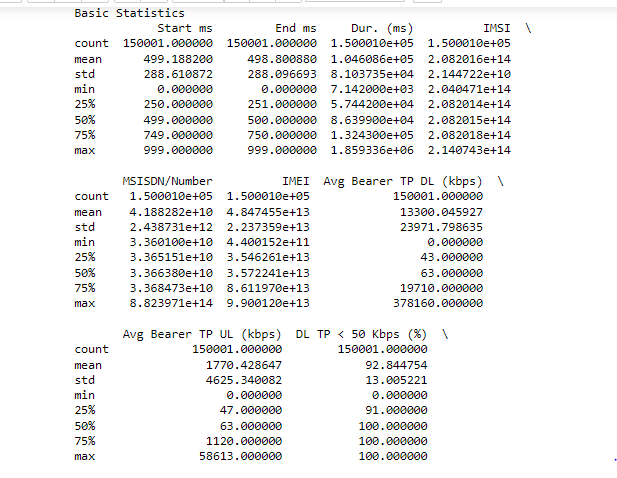 Basic Statistics
Start ms End ms Dur. (ms) IMSI \
count 150001.000000 150001.000000 1.500010e+05 1.500010e+05
mean 499.188200 498.800880 1.046086e+05 2.082016e+14
std 288.610872 288.096693 8.103735e+04 2.144722e+10
min 0.000000 0.000000 7.142000e+03 2.040471e+14
25% 250.000000 251.000000 5.744200e+04 2.082014e+14
50% 499.000000 500.000000 8.639900e+04 2.082015e+14
75% 749.000000 750.000000 1.324300e+05 2.082018e+14
max 999.000000 999.000000 1.859336e+06 2.140743e+14
MSISDN/Number IMEI Avg Bearer TP DL (kbps) \
count 1.500010e+05 1.500010e+05 150001.000000
mean 4.188282e+10 4.847455e+13 13300.045927
std 2.438731e+12 2.237359e+13 23971.798635
min 3.360100e+10 4.400152e+11 0.000000
25% 3.365151e+10 3.546261e+13 43.000000
50% 3.366380e+10 3.572241e+13 63.000000
75% 3.368473e+10 8.611970e+13 19710.000000
max 8.823971e+14 9.900120e+13 378160.000000
Avg Bearer TP UL (kbps) DL TP < 50 Kbps (%) \
count 150001.000000 150001.000000
mean 1770.428647 92.844754
std 4625.340082 13.005221
min 0.000000 0.000000
25% 47.000000 91.000000
50% 63.000000 100.000000
75% 1120.000000 100.000000
max 58613.000000 100.000000